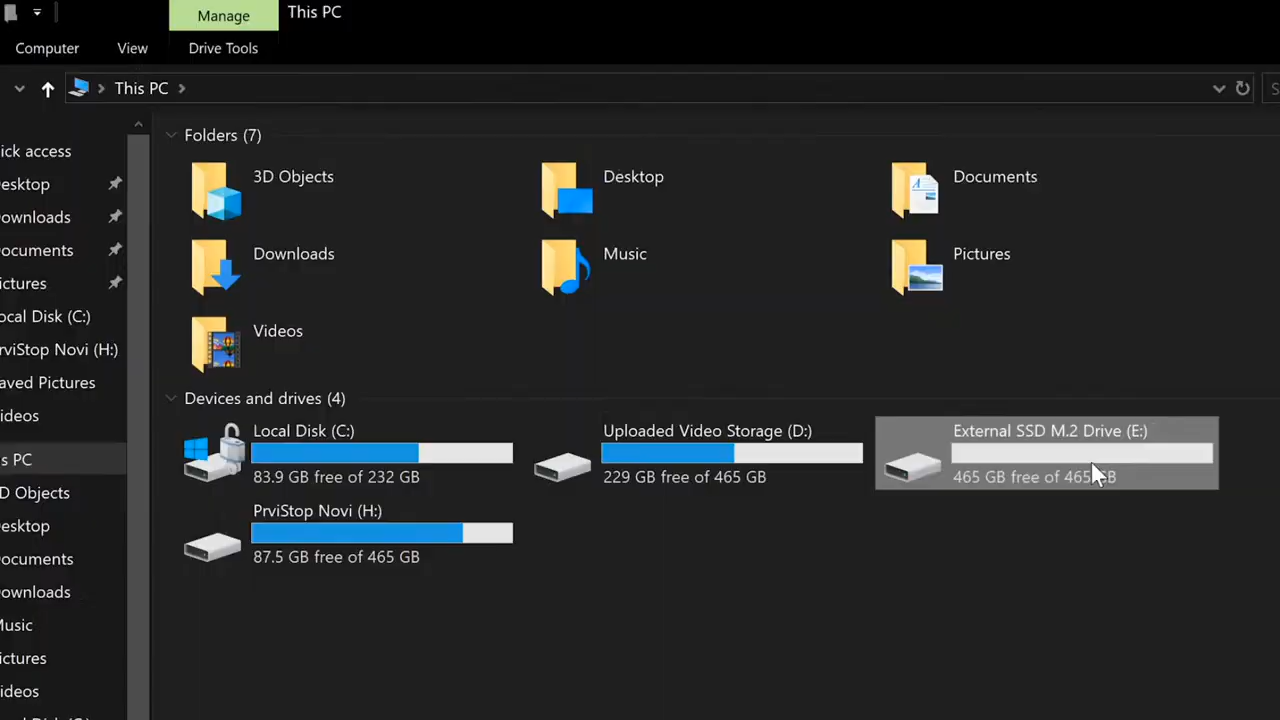 Manage
This PC
Computer
View
Drive Tools
This PC
ick access
esktop
ownloads
ocuments
ictures
ocal Disk (C:)
rviStop Novi (H:)
aved Pictures
ideos
s PC
D Objects
esktop
ocuments
ownloads
usic
ictures
ideos
Folders (7)
3D Objects
Desktop
Documents
Downloads
Music
Pictures
Videos
Devices and drives (4)
Local Disk (C:)
83.9 GB free of 232 GB
Uploaded Video Storage (D:)
229 GB free of 465 GB
External SSD M.2 Drive (E:)
465 GB free of 465 GB
PrviStop Novi (H:)
87.5 GB free of 465 GB